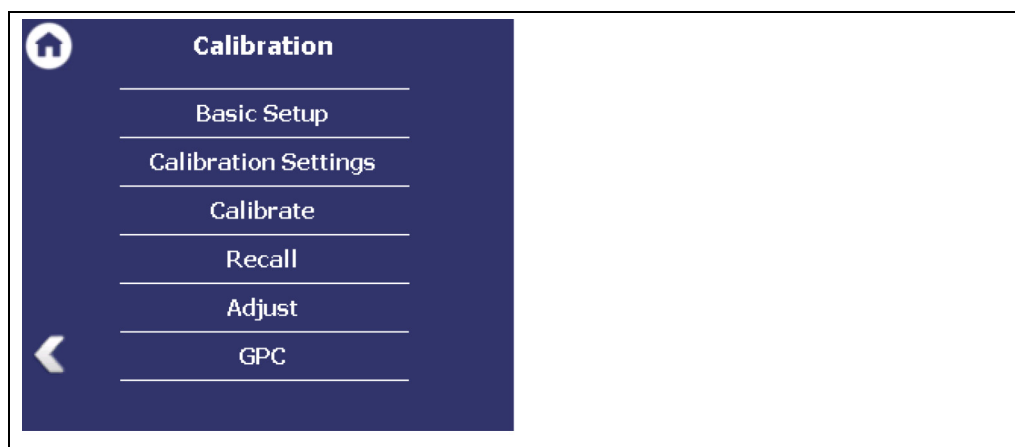 Calibration
Basic Setup
Calibration Settings
Calibrate
Recall
Adjust
GPC